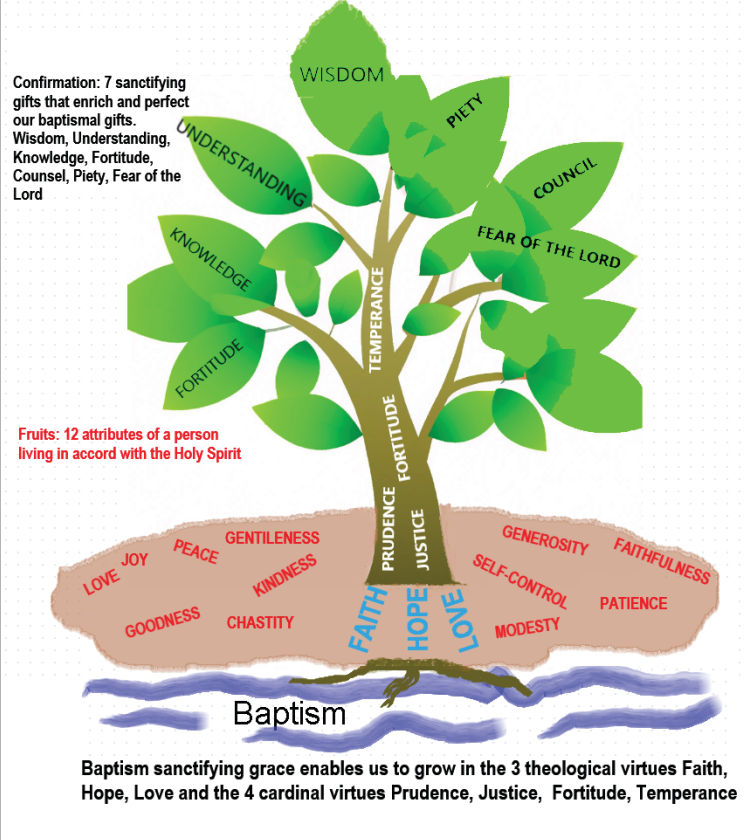 WISDOM
Confirmation: 7 sanctifying
gifts that enrich and perfect
our baptismal gifts.
Wisdom, Understanding,
Knowledge, Fortitude,
Counsel, Piety, Fear of the
Lord
PIETY
UNDERSTANDING
COUNCIL
KNOWLEDGE
FEAR OF THE LORD
TEMPERANCE
FORTITUDE
Fruits: 12 attributes of a person
living in accord with the Holy Spirit
FORTITUDE
PRUDENCE
JUSTICE
LOVE
JOY
PEACE
GENTILENESS
KINDNESS
GOODNESS
CHASTITY
GENEROSITY
FAITHFULNESS
SELF-CONTROL
PATIENCE
MODESTY
FAITH
HOPE
LOVE
Baptism
Baptism sanctifying grace enables us to grow in the 3 theological virtues Faith,
Hope, Love and the 4 cardinal virtues Prudence, Justice, Fortitude, Temperance